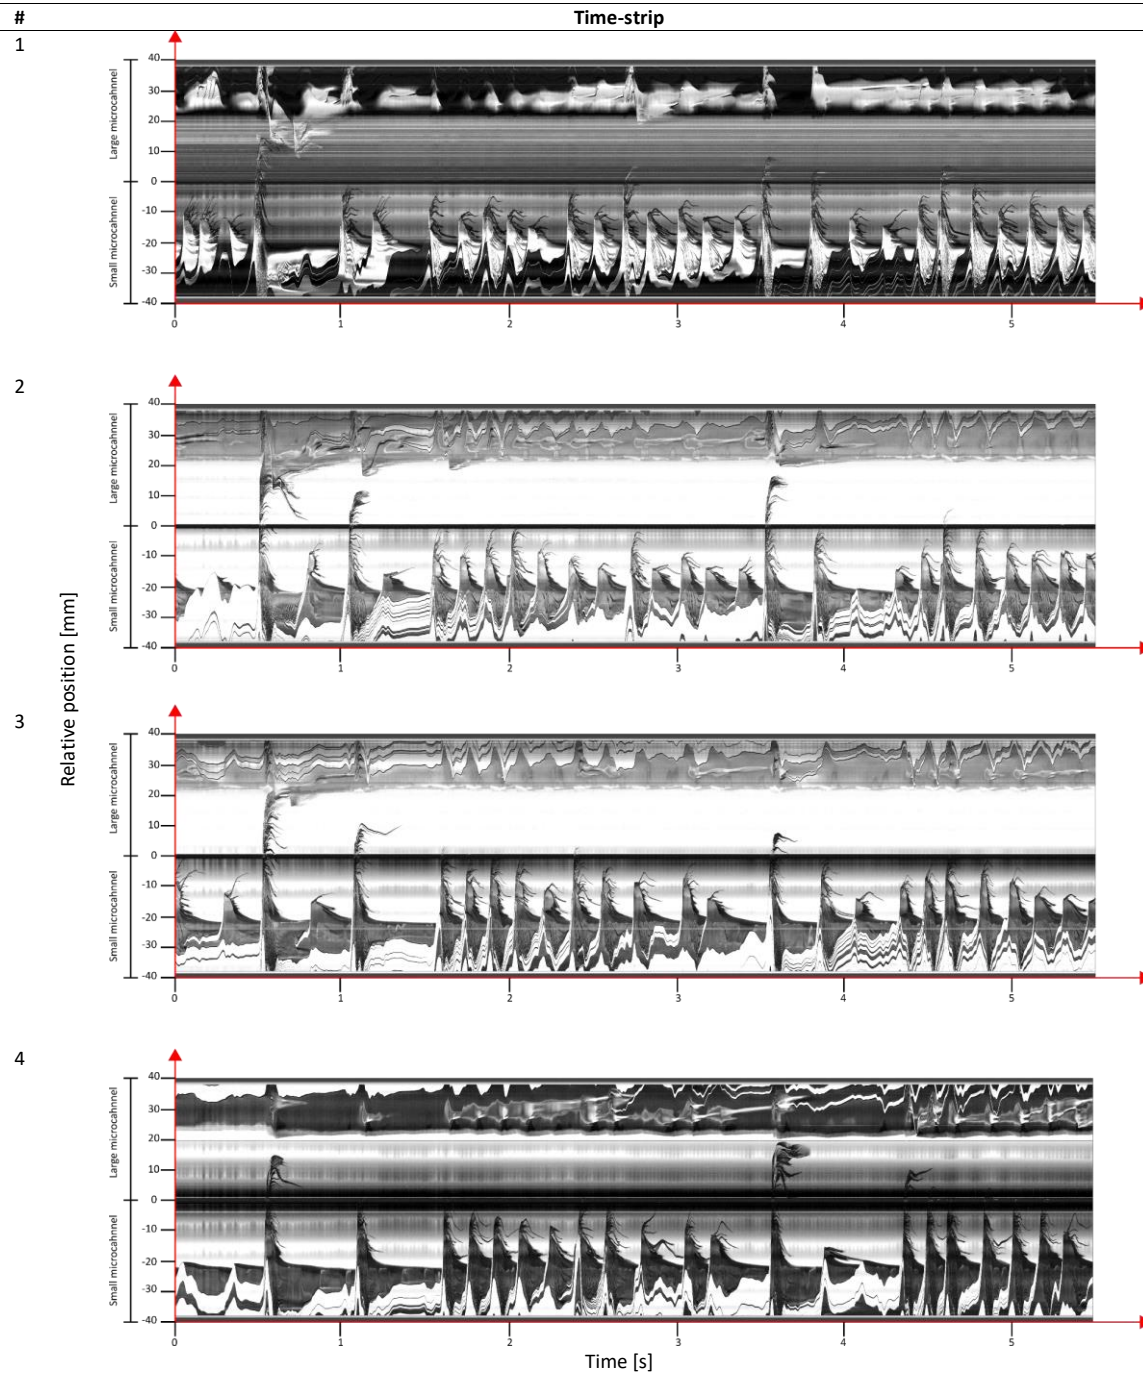 # Time-strip
1
Large microcahnnel
Small microcahnnel
40
30
20
10
0
-10
-20
-30
-40
0 1 2 3 4 5
2
Large microcahnnel
Small microcahnnel
40
30
20
10
0
-10
-20
-30
-40
0 1 2 3 4 5
Relative position [mm]
3
Large microcahnnel
Small microcahnnel
40
30
20
10
0
-10
-20
-30
-40
0 1 2 3 4 5
4
Large microcahnnel
Small microcahnnel
40
30
20
10
0
-10
-20
-30
-40
0 1 2 3 4 5
Time [s]